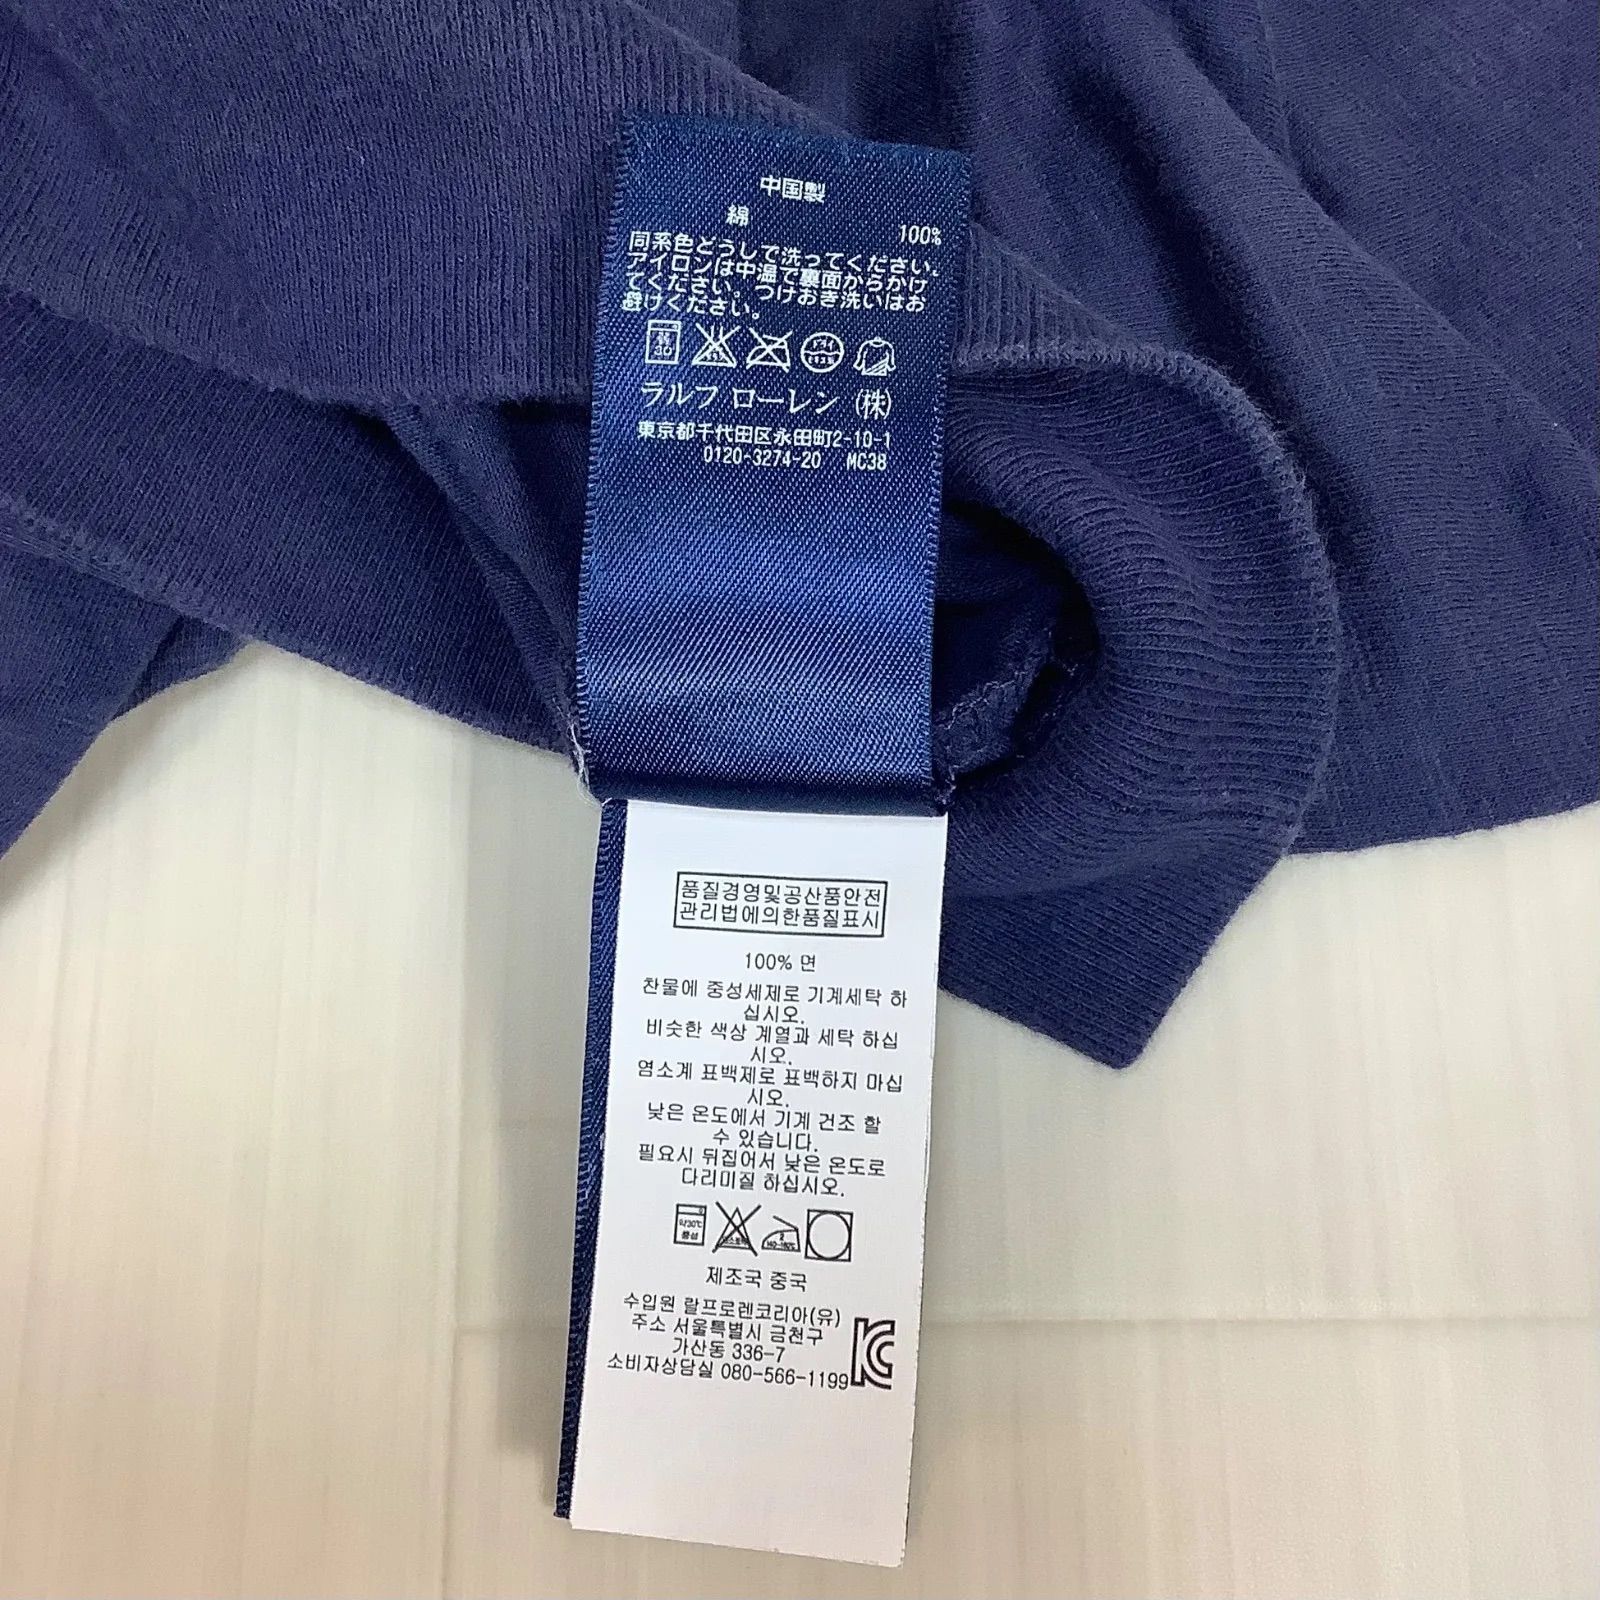 中国製
綿 100%
同系色どうしで洗ってください。
アイロンは中温で裏面からかけ
てください。つけおき洗いはお
避けください。
30
ドライ
ラルフ ローレン (株)
東京都千代田区永田町2-10-1
0120-3274-20 MC38
품질경영및공산품안전
관리법에의한품질표시
100% 면
찬물에 중성세제로 기계세탁 하
십시오.
비슷한 색상 계열과 세탁 하십
시오.
염소계 표백제로 표백하지 마십
시오.
낮은 온도에서 기계 건조 할
수 있습니다.
필요시 뒤집어서 낮은 온도로
다리미질 하십시오.
중성
2
제조국 중국
수입원 랄프로렌코리아(유)
주소 서울특별시 금천구
가산동 336-7
소비자상담실 080-566-1199
KC